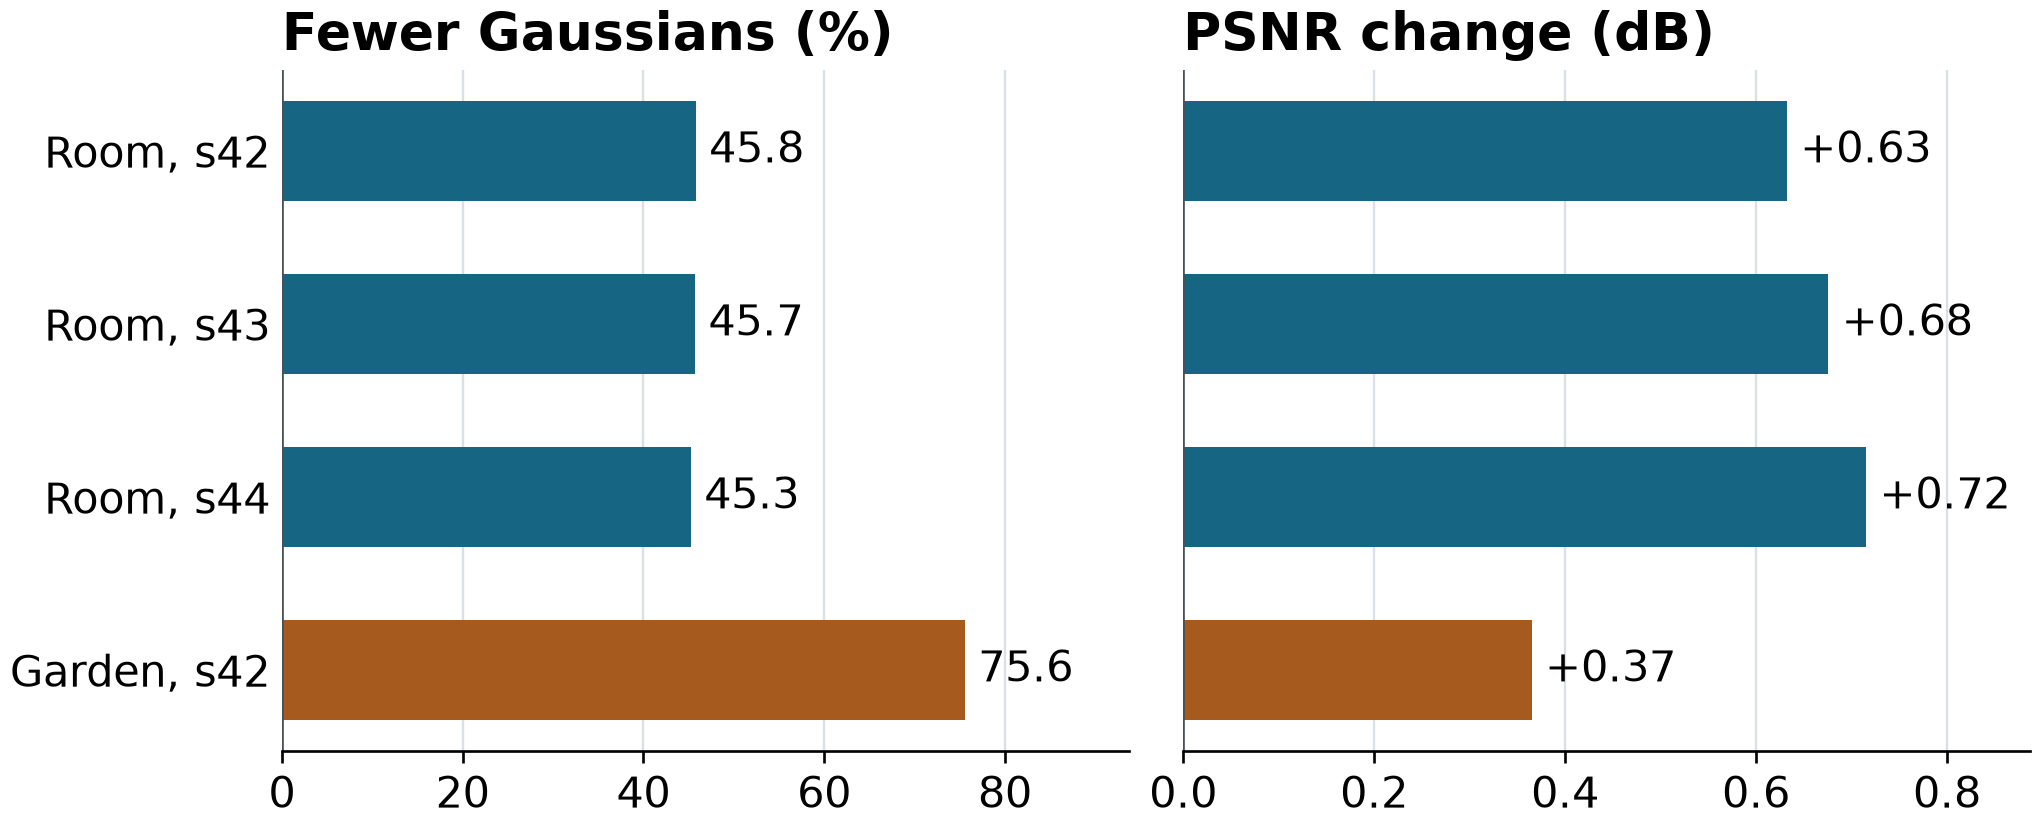 Fewer Gaussians (%)
Room, s42
45.8
Room, s43
45.7
Room, s44
45.3
Garden, s42
75.6
0 20 40 60 80
PSNR change (dB)
+0.63
+0.68
+0.72
+0.37
0.0 0.2 0.4 0.6 0.8